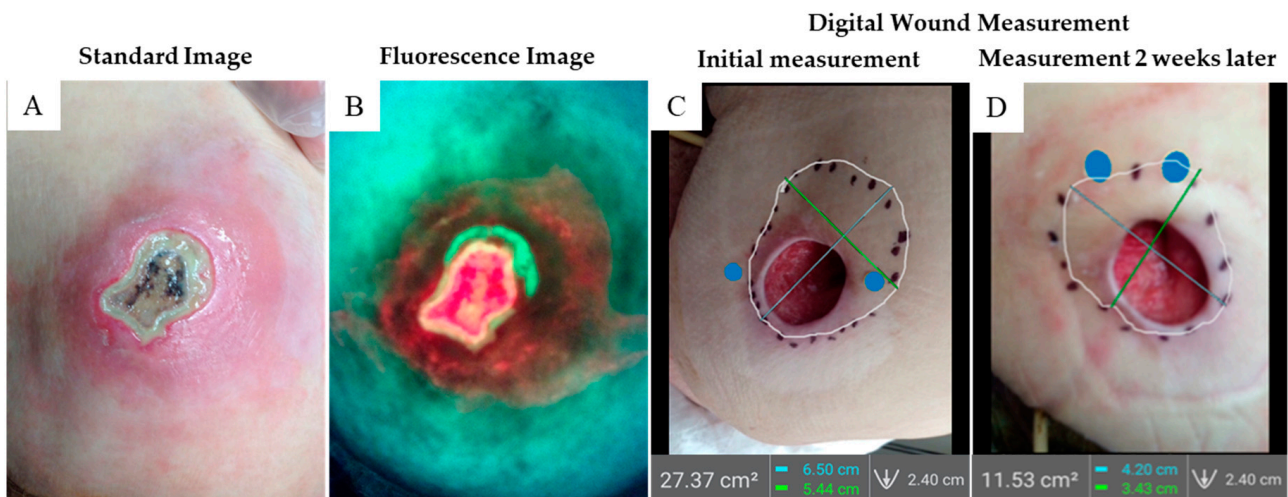 Digital Wound Measurement
Standard Image
Fluorescence Image
Initial measurement
Measurement 2 weeks later
A
B
C
D
27.37 cm²
6.50 cm
5.44 cm
2.40 cm
11.53 cm²
4.20 cm
3.43 cm
2.40 cm